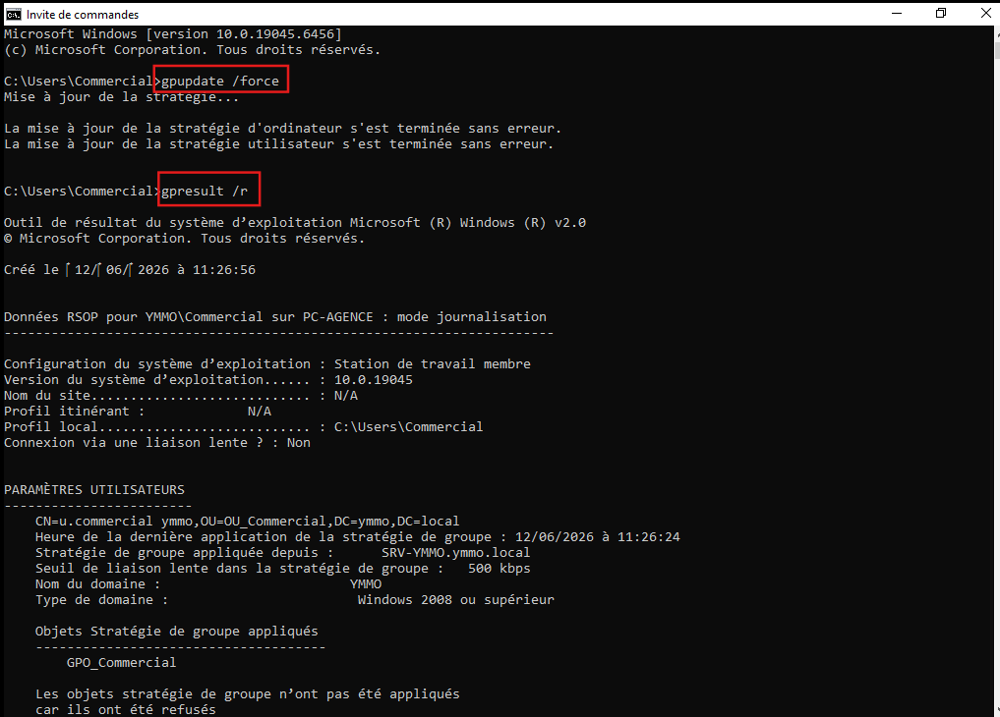 Invite de commandes
Microsoft Windows [version 10.0.19045.6456]
(c) Microsoft Corporation. Tous droits réservés.
C:\Users\Commercial>gpupdate /force
Mise à jour de la stratégie...
La mise à jour de la stratégie d'ordinateur s'est terminée sans erreur.
La mise à jour de la stratégie utilisateur s'est terminée sans erreur.
C:\Users\Commercial>gpresult /r
Outil de résultat du système d’exploitation Microsoft (R) Windows (R) v2.0
© Microsoft Corporation. Tous droits réservés.
Créé le 12/06/2026 à 11:26:56
Données RSOP pour YMMO\Commercial sur PC-AGENCE : mode journalisation
----------------------------------------------------------------------
Configuration du système d’exploitation : Station de travail membre
Version du système d’exploitation...... : 10.0.19045
Nom du site............................ : N/A
Profil itinérant : N/A
Profil local........................... : C:\Users\Commercial
Connexion via une liaison lente ? : Non
PARAMÈTRES UTILISATEURS
------------------------
CN=u.commercial ymmo,OU=OU_Commercial,DC=ymmo,DC=local
Heure de la dernière application de la stratégie de groupe : 12/06/2026 à 11:26:24
Stratégie de groupe appliquée depuis : SRV-YMMO.ymmo.local
Seuil de liaison lente dans la stratégie de groupe : 500 kbps
Nom du domaine : YMMO
Type de domaine : Windows 2008 ou supérieur
Objets Stratégie de groupe appliqués
-------------------------------------
GPO_Commercial
Les objets stratégie de groupe n’ont pas été appliqués
car ils ont été refusés